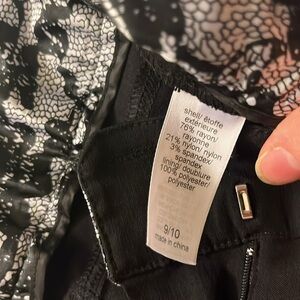 shell/ étoffe
extérieure
76% rayon/
rayonne
21% nylon/ nylon
3% spandex/
spandex
lining/ doublure
100% polyester/
polyester
9/10
made in china